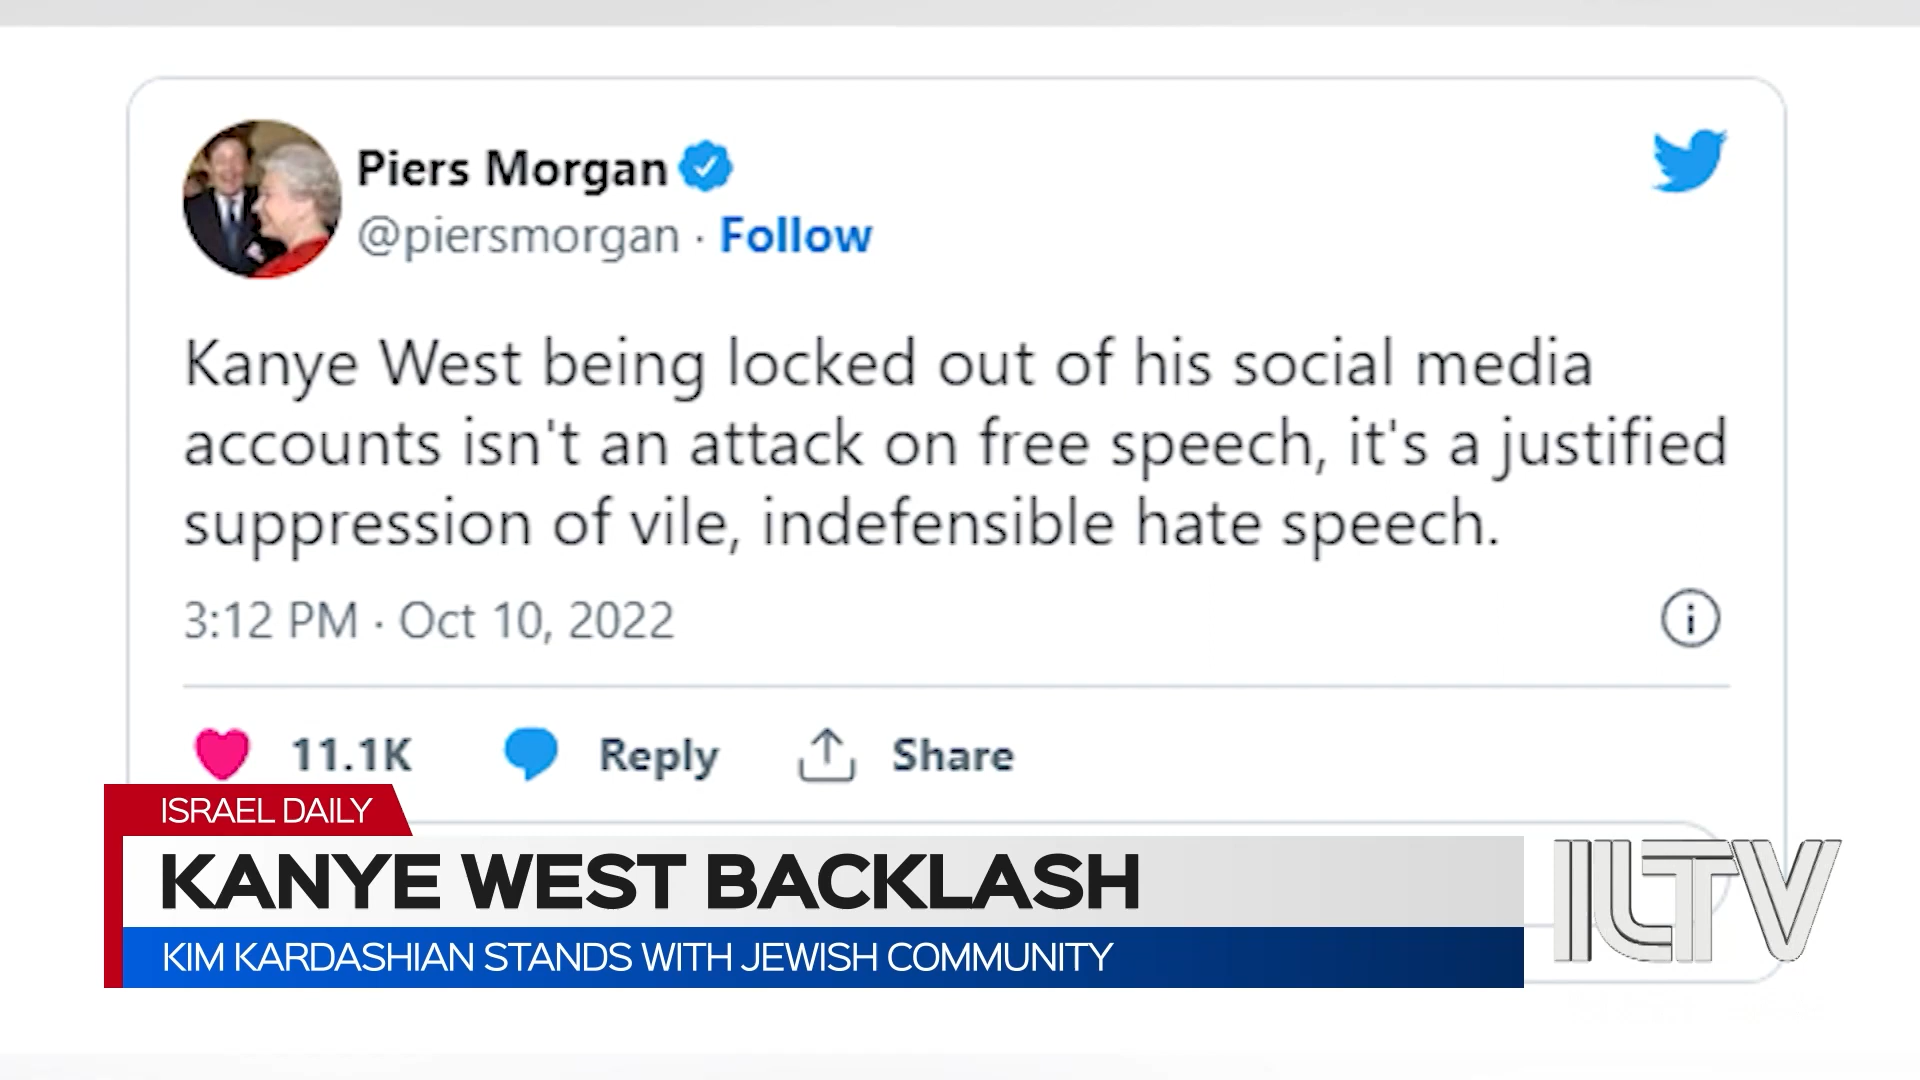 Piers Morgan
@piersmorgan · Follow
Kanye West being locked out of his social media
accounts isn't an attack on free speech, it's a justified
suppression of vile, indefensible hate speech.
3:12 PM · Oct 10, 2022
11.1K Reply Share
ISRAEL DAILY
KANYE WEST BACKLASH
KIM KARDASHIAN STANDS WITH JEWISH COMMUNITY
ILTV